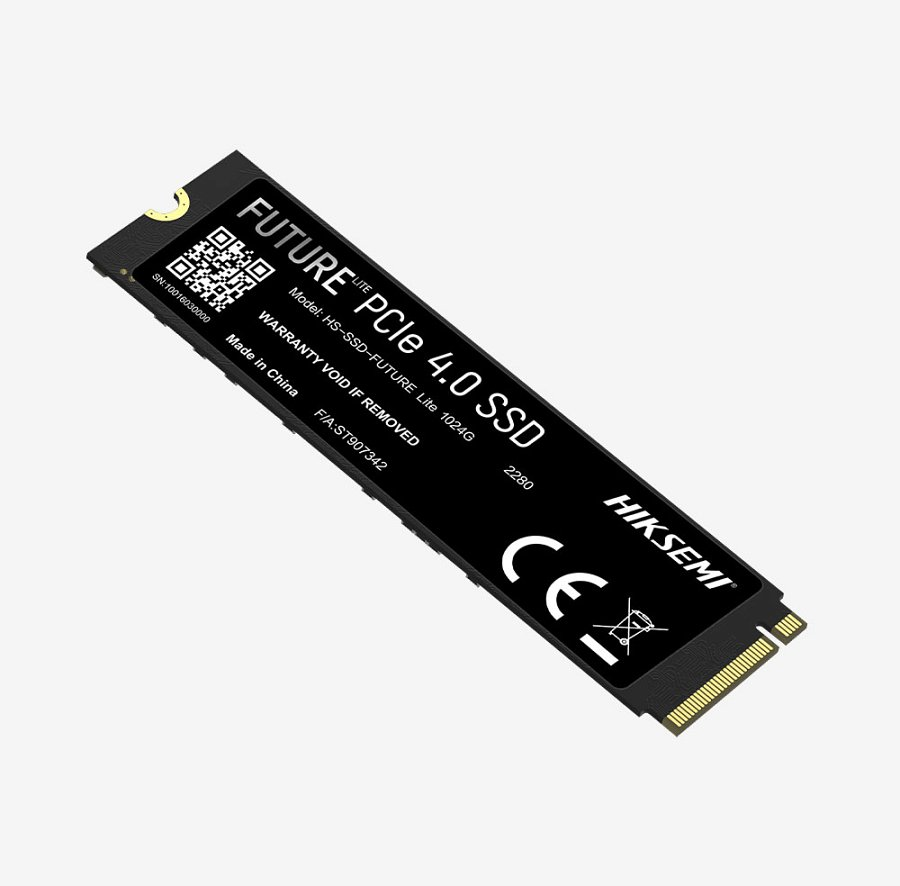 FUTURE LITE PCIe 4.0 SSD
Model: HS-SSD-FUTURE Lite 1024G 2280
WARRANTY VOID IF REMOVED
SN:10016030000
Made in China F/A:ST907342
HIKSEMI®
CE